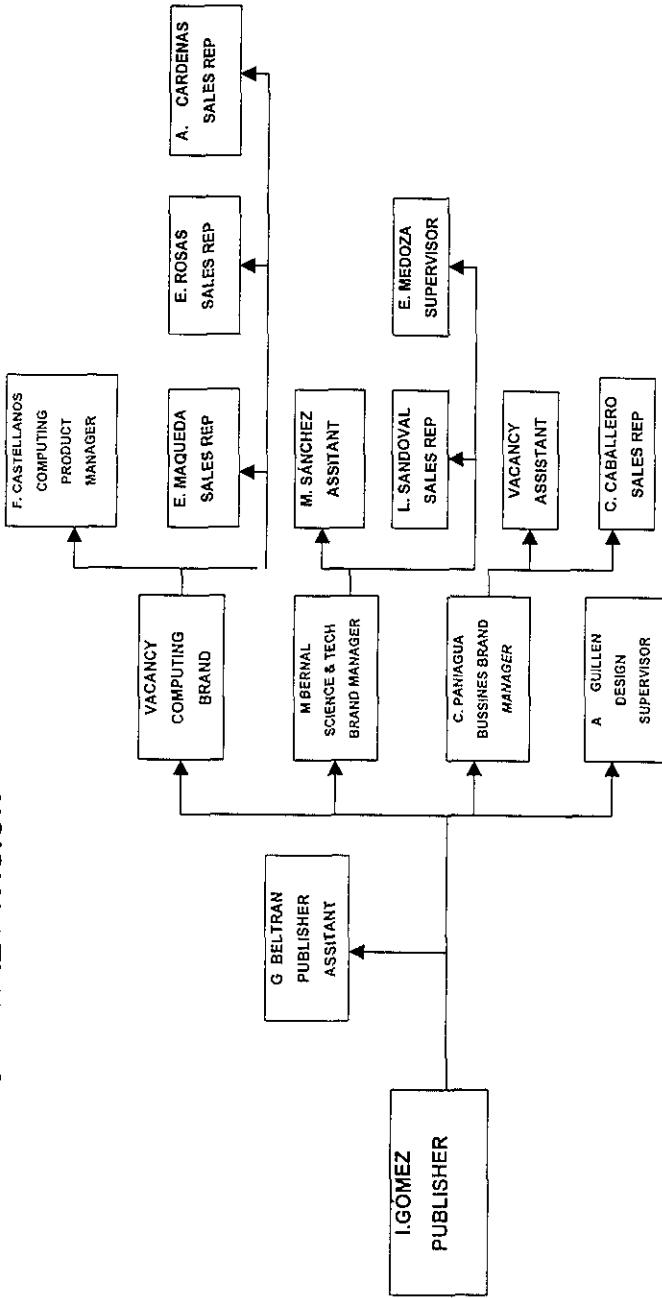 F. CASTELLANOS
COMPUTING
PRODUCT
MANAGER
E. MAQUEDA
SALES REP
E. ROSAS
SALES REP
A. CARDENAS
SALES REP
VACANCY
COMPUTING
BRAND
M. SÁNCHEZ
ASSITANT
L. SANDOVAL
SALES REP
E. MEDOZA
SUPERVISOR
M BERNAL
SCIENCE & TECH
BRAND MANAGER
G BELTRAN
PUBLISHER
ASSITANT
VACANCY
ASSISTANT
C. PANIAGUA
BUSSINES BRAND
MANAGER
C. CABALLERO
SALES REP
A GUILLEN
DESIGN
SUPERVISOR
I.GOMEZ
PUBLISHER